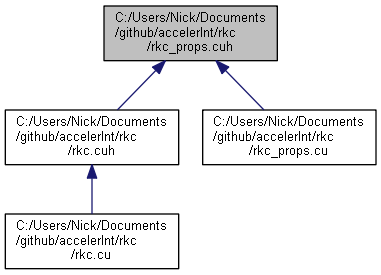 C:/Users/Nick/Documents
/github/accelerInt/rkc
/rkc_props.cuh
C:/Users/Nick/Documents
/github/accelerInt/rkc
/rkc.cuh
C:/Users/Nick/Documents
/github/accelerInt/rkc
/rkc_props.cu
C:/Users/Nick/Documents
/github/accelerInt/rkc
/rkc.cu